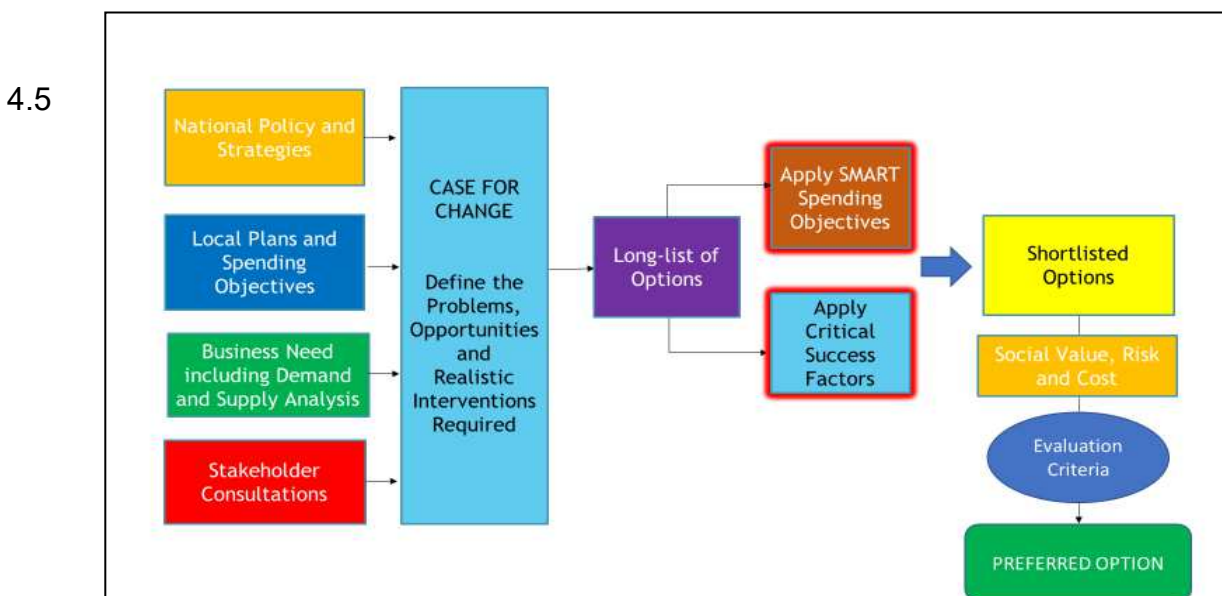 4.5
National Policy and
Strategies
Local Plans and
Spending
Objectives
Business Need
including Demand
and Supply Analysis
Stakeholder
Consultations
CASE FOR
CHANGE
Define the
Problems,
Opportunities
and
Realistic
Interventions
Required
Long-list of
Options
Apply SMART
Spending
Objectives
Apply
Critical
Success
Factors
Shortlisted
Options
Social Value, Risk
and Cost
Evaluation
Criteria
PREFERRED OPTION